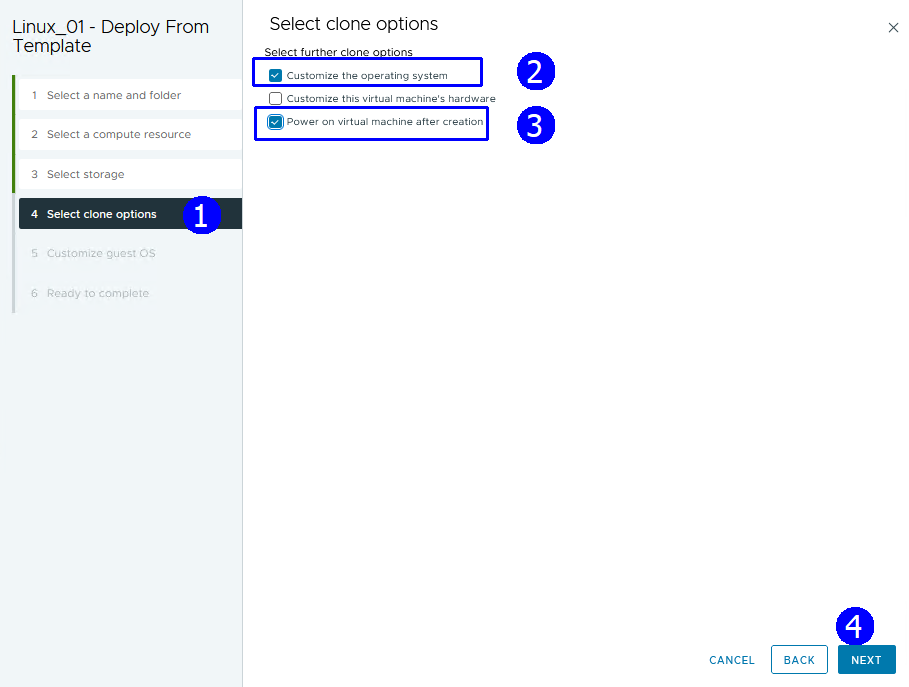 Linux_01 - Deploy From
Template
1 Select a name and folder
2 Select a compute resource
3 Select storage
4 Select clone options
1
5 Customize guest OS
6 Ready to complete
Select clone options
Select further clone options
Customize the operating system
2
Customize this virtual machine's hardware
Power on virtual machine after creation
3
4
CANCEL
BACK
NEXT